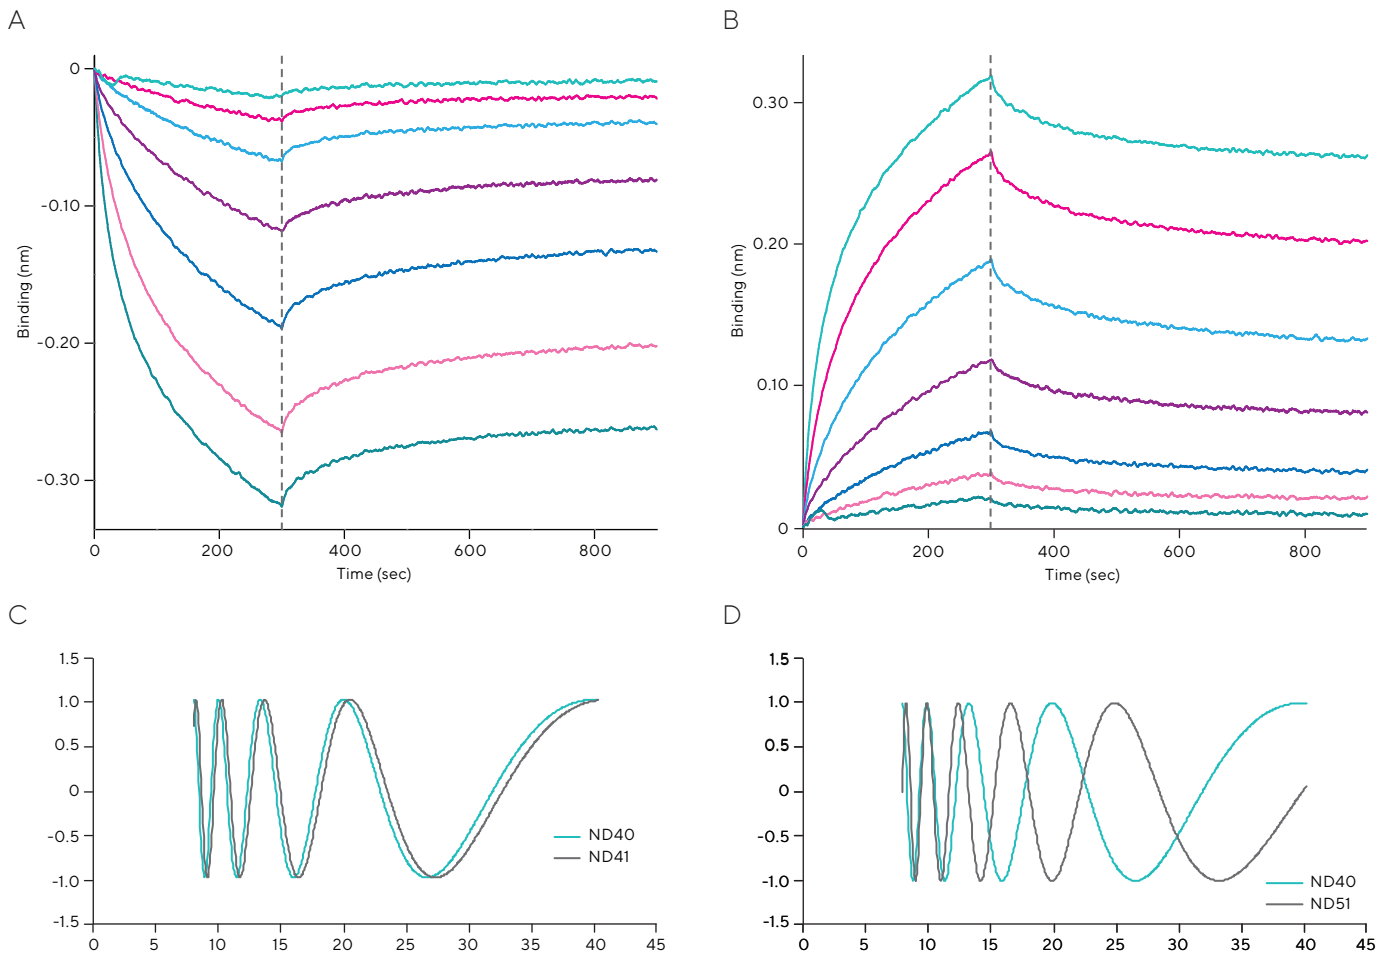 A
B
0
-0.10
-0.20
-0.30
Binding (nm)
0 200 400 600 800
Time (sec)
0.30
0.20
0.10
0
Binding (nm)
0 200 400 600 800
Time (sec)
C
D
1.5
1.0
0.5
0
-0.5
-1.0
-1.5
ND40
ND41
0 5 10 15 20 25 30 35 40 45
1.5
1.0
0.5
0
-0.5
-1.0
-1.5
ND40
ND51
0 5 10 15 20 25 30 35 40 45